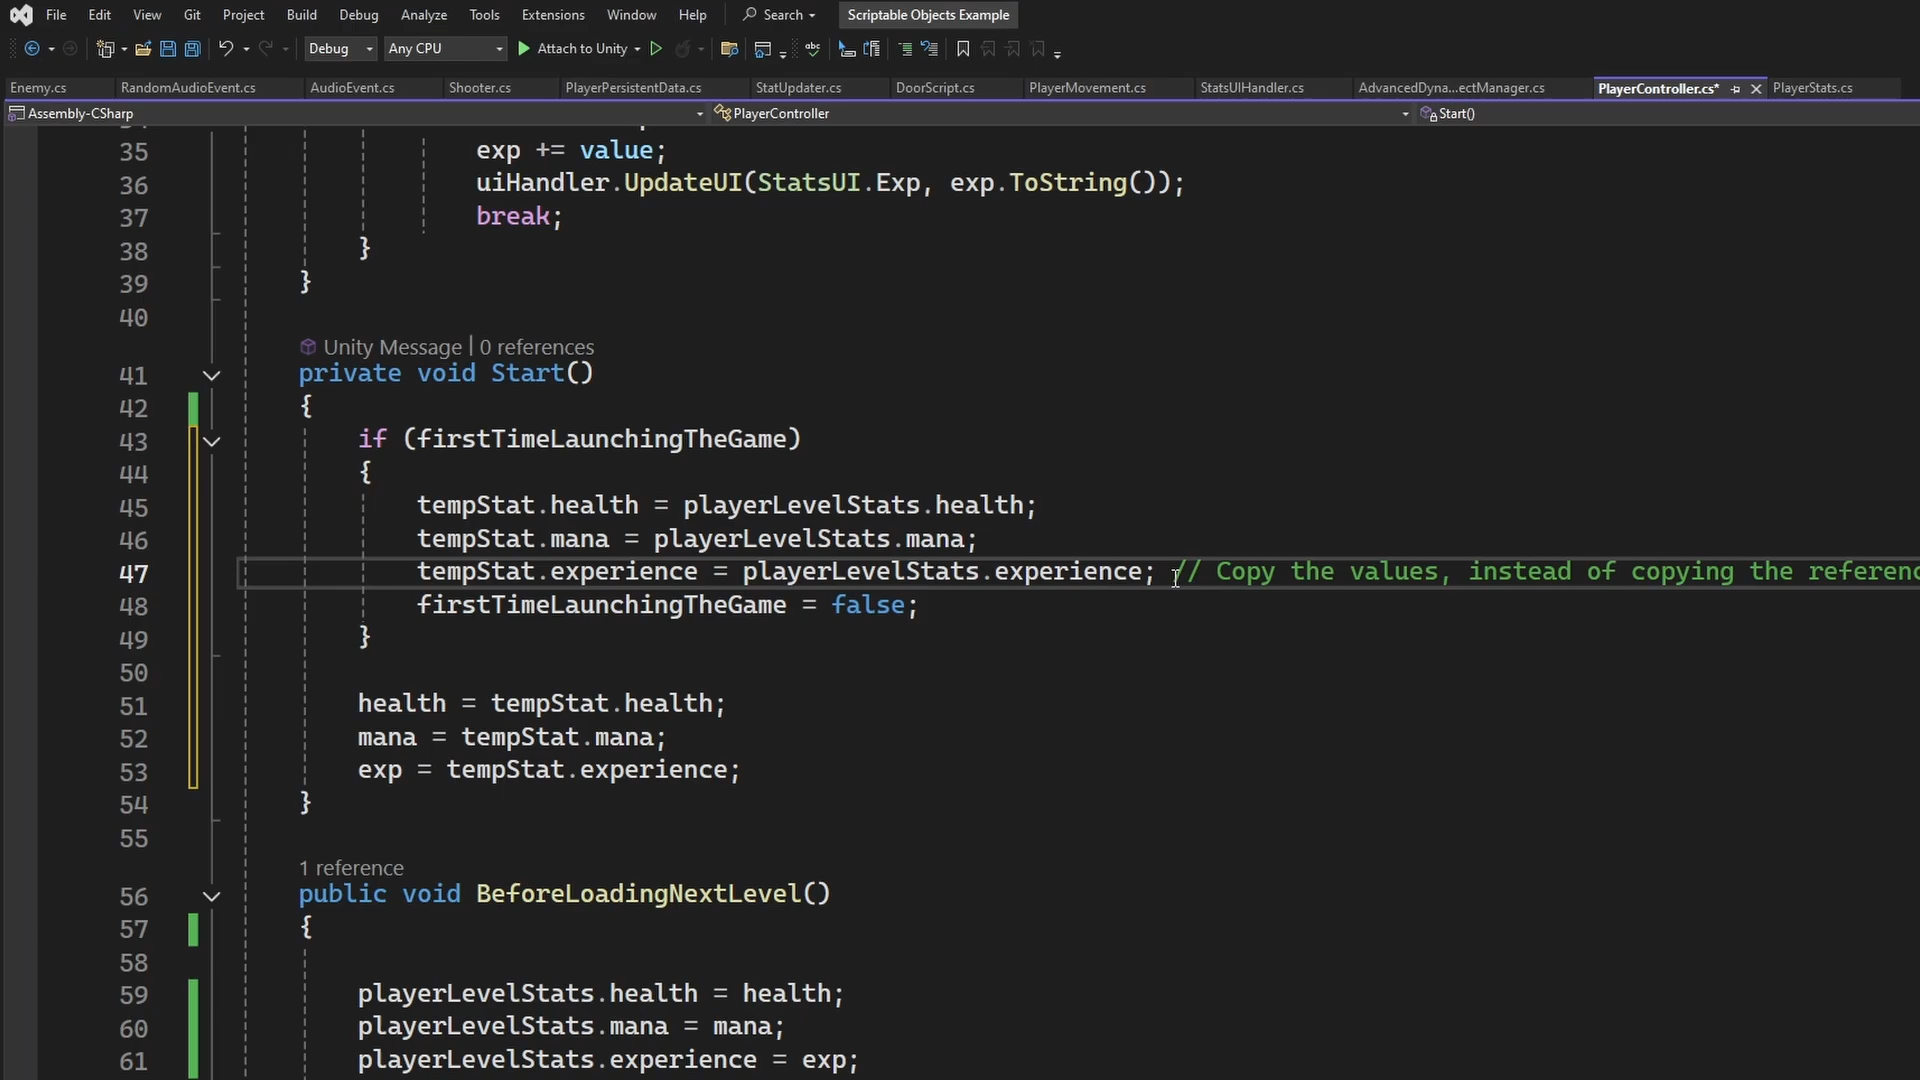 File Edit View Git Project Build Debug Analyze Tools Extensions Window Help Search Scriptable Objects Example
Debug Any CPU Attach to Unity
Enemy.cs RandomAudioEvent.cs AudioEvent.cs Shooter.cs PlayerPersistentData.cs StatUpdater.cs DoorScript.cs PlayerMovement.cs StatsUIHandler.cs AdvancedDyna...ectManager.cs PlayerController.cs* PlayerStats.cs
Assembly-CSharp PlayerController Start()
35 exp += value;
36 uiHandler.UpdateUI(StatsUI.Exp, exp.ToString());
37 break;
38 }
39 }
40
Unity Message | 0 references
41 private void Start()
42 {
43 if (firstTimeLaunchingTheGame)
44 {
45 tempStat.health = playerLevelStats.health;
46 tempStat.mana = playerLevelStats.mana;
47 tempStat.experience = playerLevelStats.experience; // Copy the values, instead of copying the referenc
48 firstTimeLaunchingTheGame = false;
49 }
50
51 health = tempStat.health;
52 mana = tempStat.mana;
53 exp = tempStat.experience;
54 }
55
1 reference
56 public void BeforeLoadingNextLevel()
57 {
58
59 playerLevelStats.health = health;
60 playerLevelStats.mana = mana;
61 playerLevelStats.experience = exp;